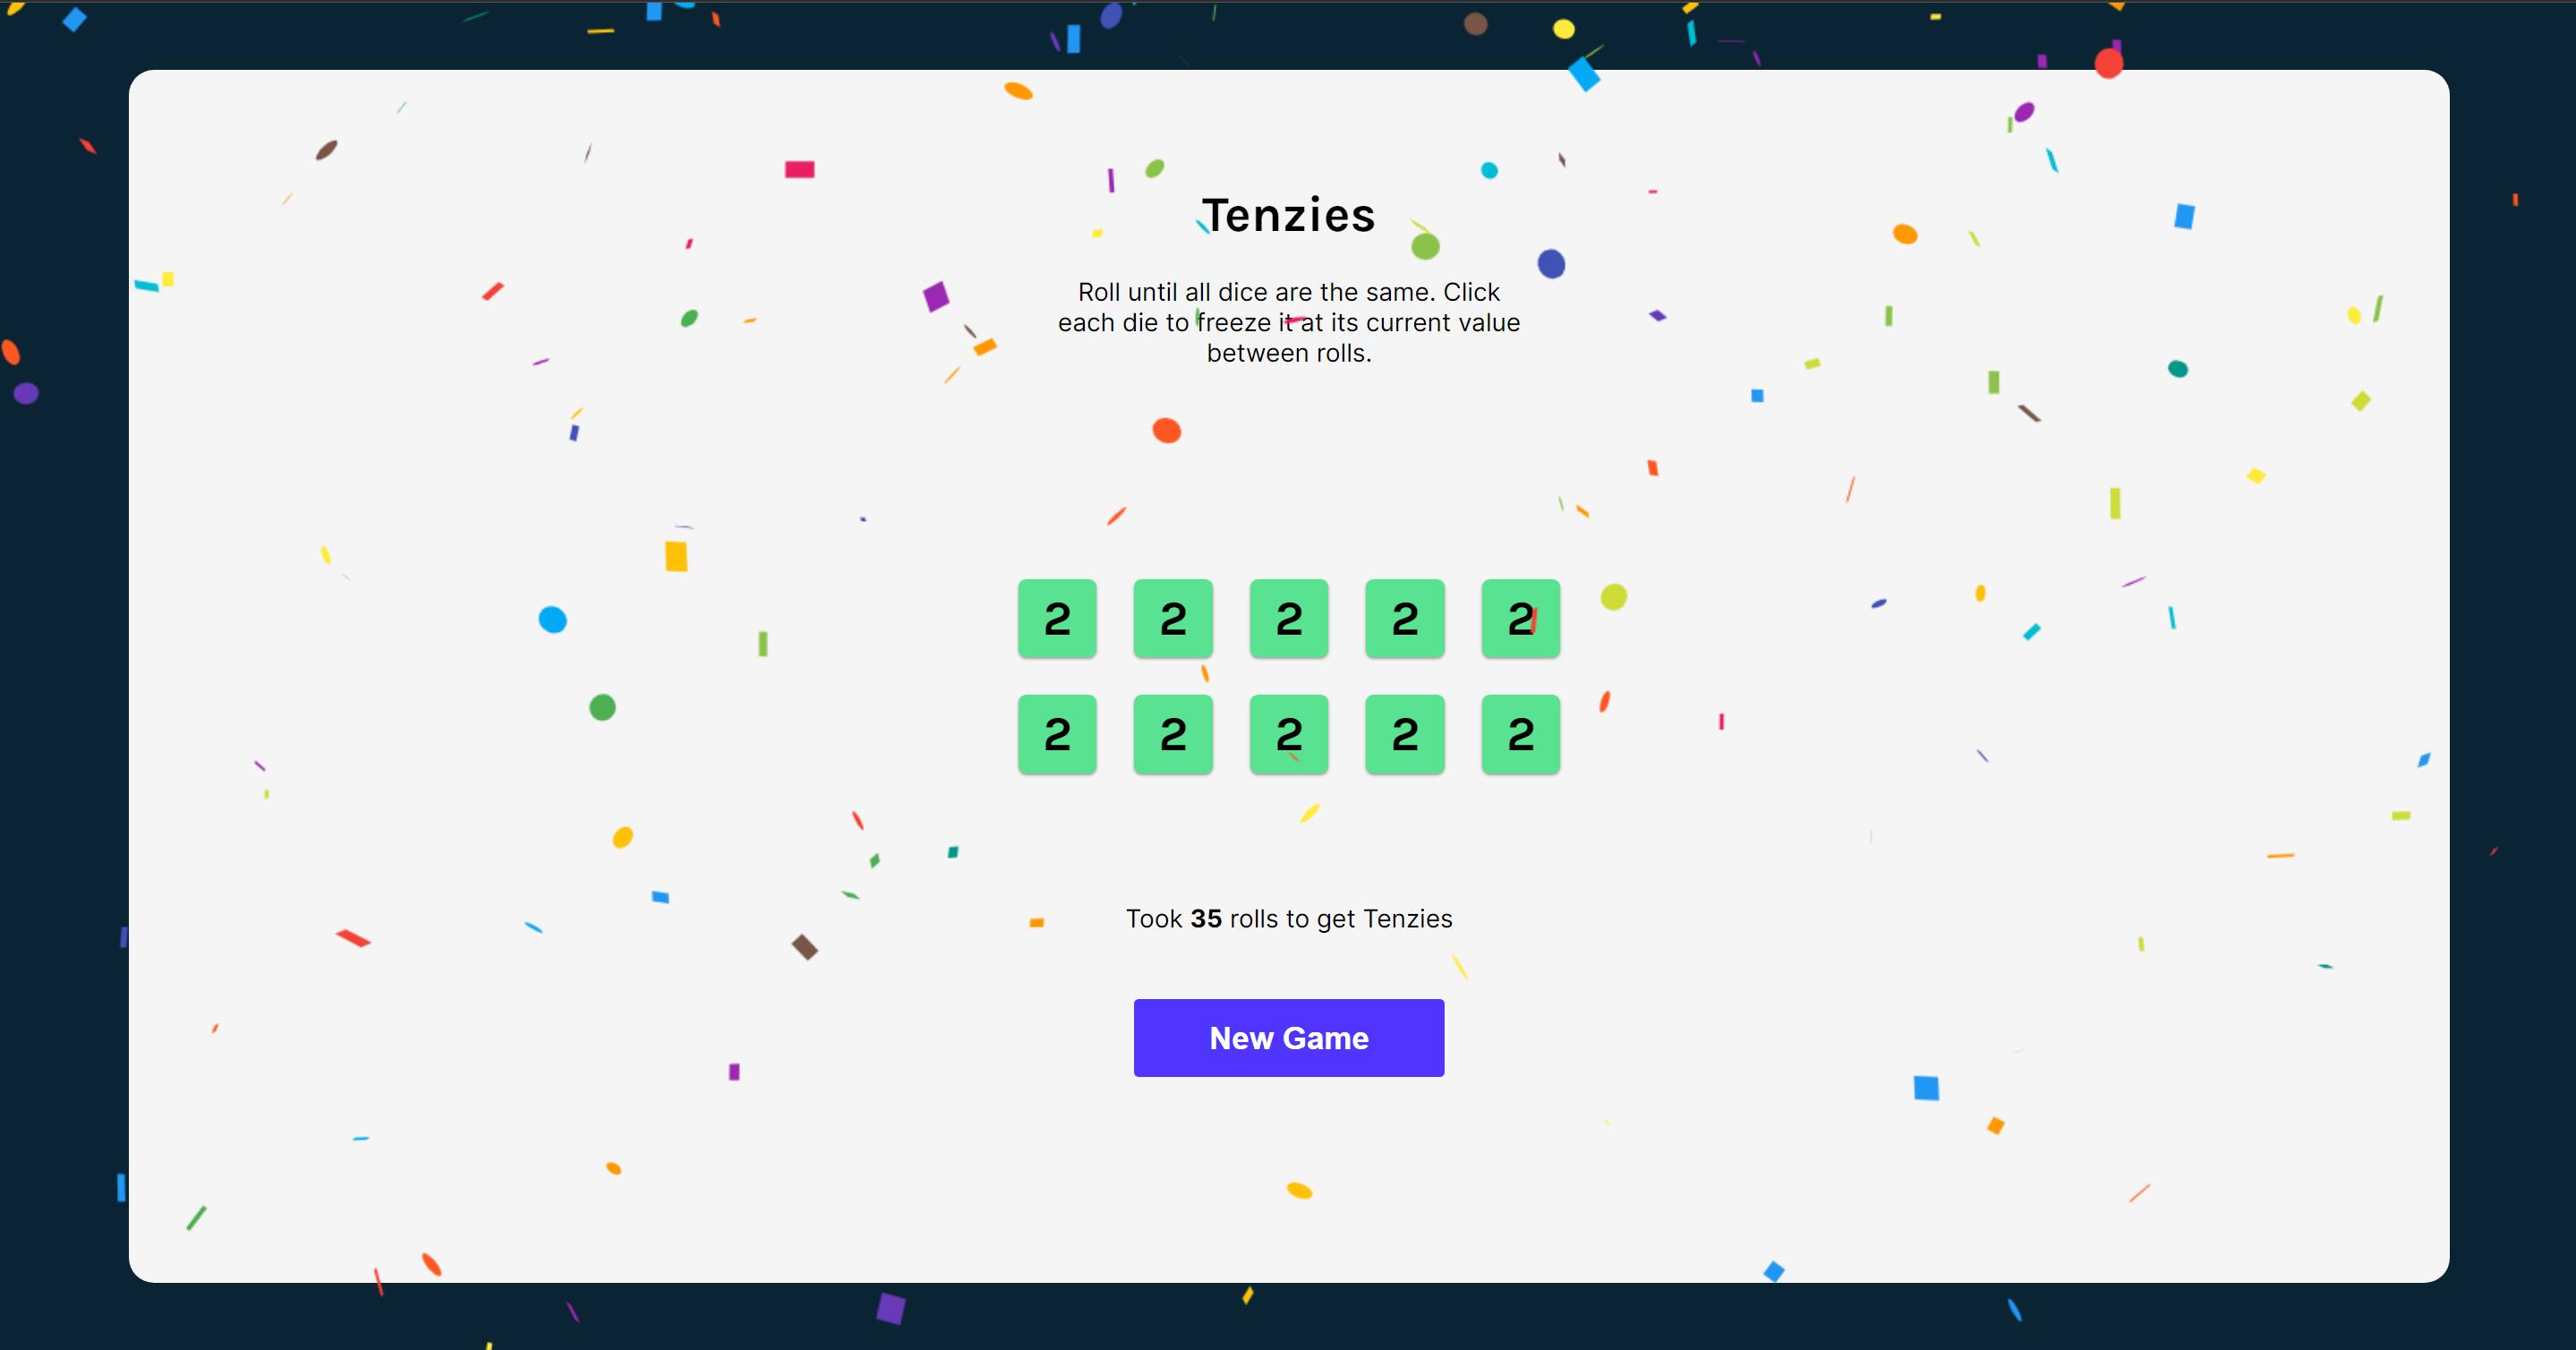 Tenzies
Roll until all dice are the same. Click
each die to freeze it at its current value
between rolls.
2 2 2 2 2
2 2 2 2 2
Took 35 rolls to get Tenzies
New Game